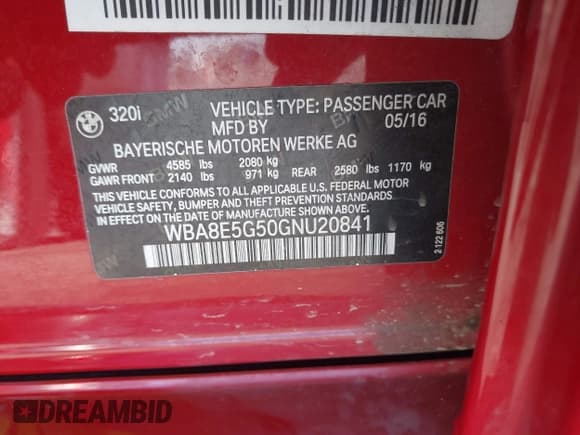 320i VEHICLE TYPE: PASSENGER CAR
MFD BY 05/16
BAYERISCHE MOTOREN WERKE AG
GVWR 4585 lbs 2080 kg
GAWR FRONT 2140 lbs 971 kg REAR 2580 lbs 1170 kg
THIS VEHICLE CONFORMS TO ALL APPLICABLE U.S. FEDERAL MOTOR
VEHICLE SAFETY, BUMPER AND THEFT PREVENTION STANDARDS
IN EFFECT ON THE DATE OF MANUFACTURE SHOWN ABOVE.
WBA8E5G50GNU20841
2 122 606
DREAMBID